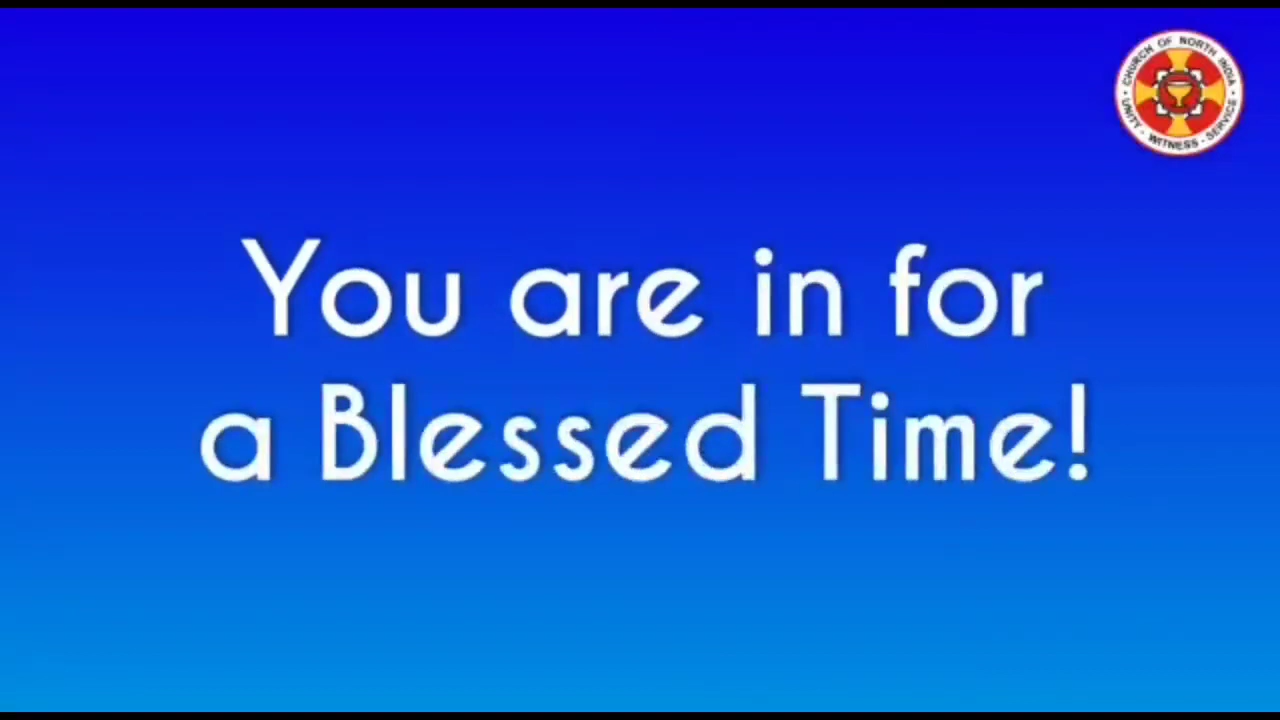 CHURCH OF NORTH INDIA
UNITY - WITNESS - SERVICE
You are in for
a Blessed Time!